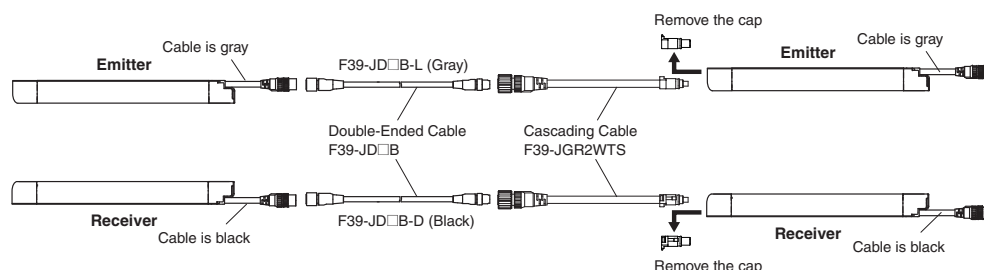 Remove the cap
Cable is gray
Emitter
F39-JD□B-L (Gray)
Emitter
Cable is gray
Double-Ended Cable
F39-JD□B
Cascading Cable
F39-JGR2WTS
Receiver
Cable is black
F39-JD□B-D (Black)
Receiver
Cable is black
Remove the cap